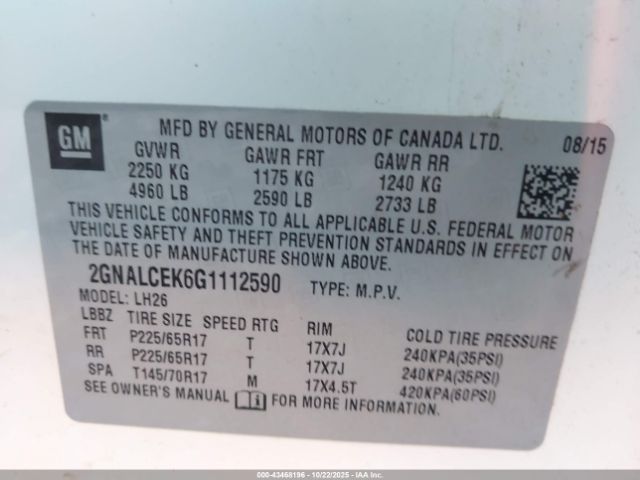 GM
MFD BY GENERAL MOTORS OF CANADA LTD. 08/15
GVWR GAWR FRT GAWR RR
2250 KG 1175 KG 1240 KG
4960 LB 2590 LB 2733 LB
THIS VEHICLE CONFORMS TO ALL APPLICABLE U.S. FEDERAL MOTOR
VEHICLE SAFETY AND THEFT PREVENTION STANDARDS IN EFFECT ON
THE DATE OF MANUFACTURE SHOWN ABOVE.
2GNALCEK6G1112590 TYPE: M.P.V.
MODEL: LH26
LBBZ TIRE SIZE SPEED RTG RIM COLD TIRE PRESSURE
FRT P225/65R17 T 17X7J 240KPA(35PSI)
RR P225/65R17 T 17X7J 240KPA(35PSI)
SPA T145/70R17 M 17X4.5T 420KPA(60PSI)
SEE OWNER'S MANUAL i FOR MORE INFORMATION.
000-43468196 - 10/22/2025 - IAAI.com